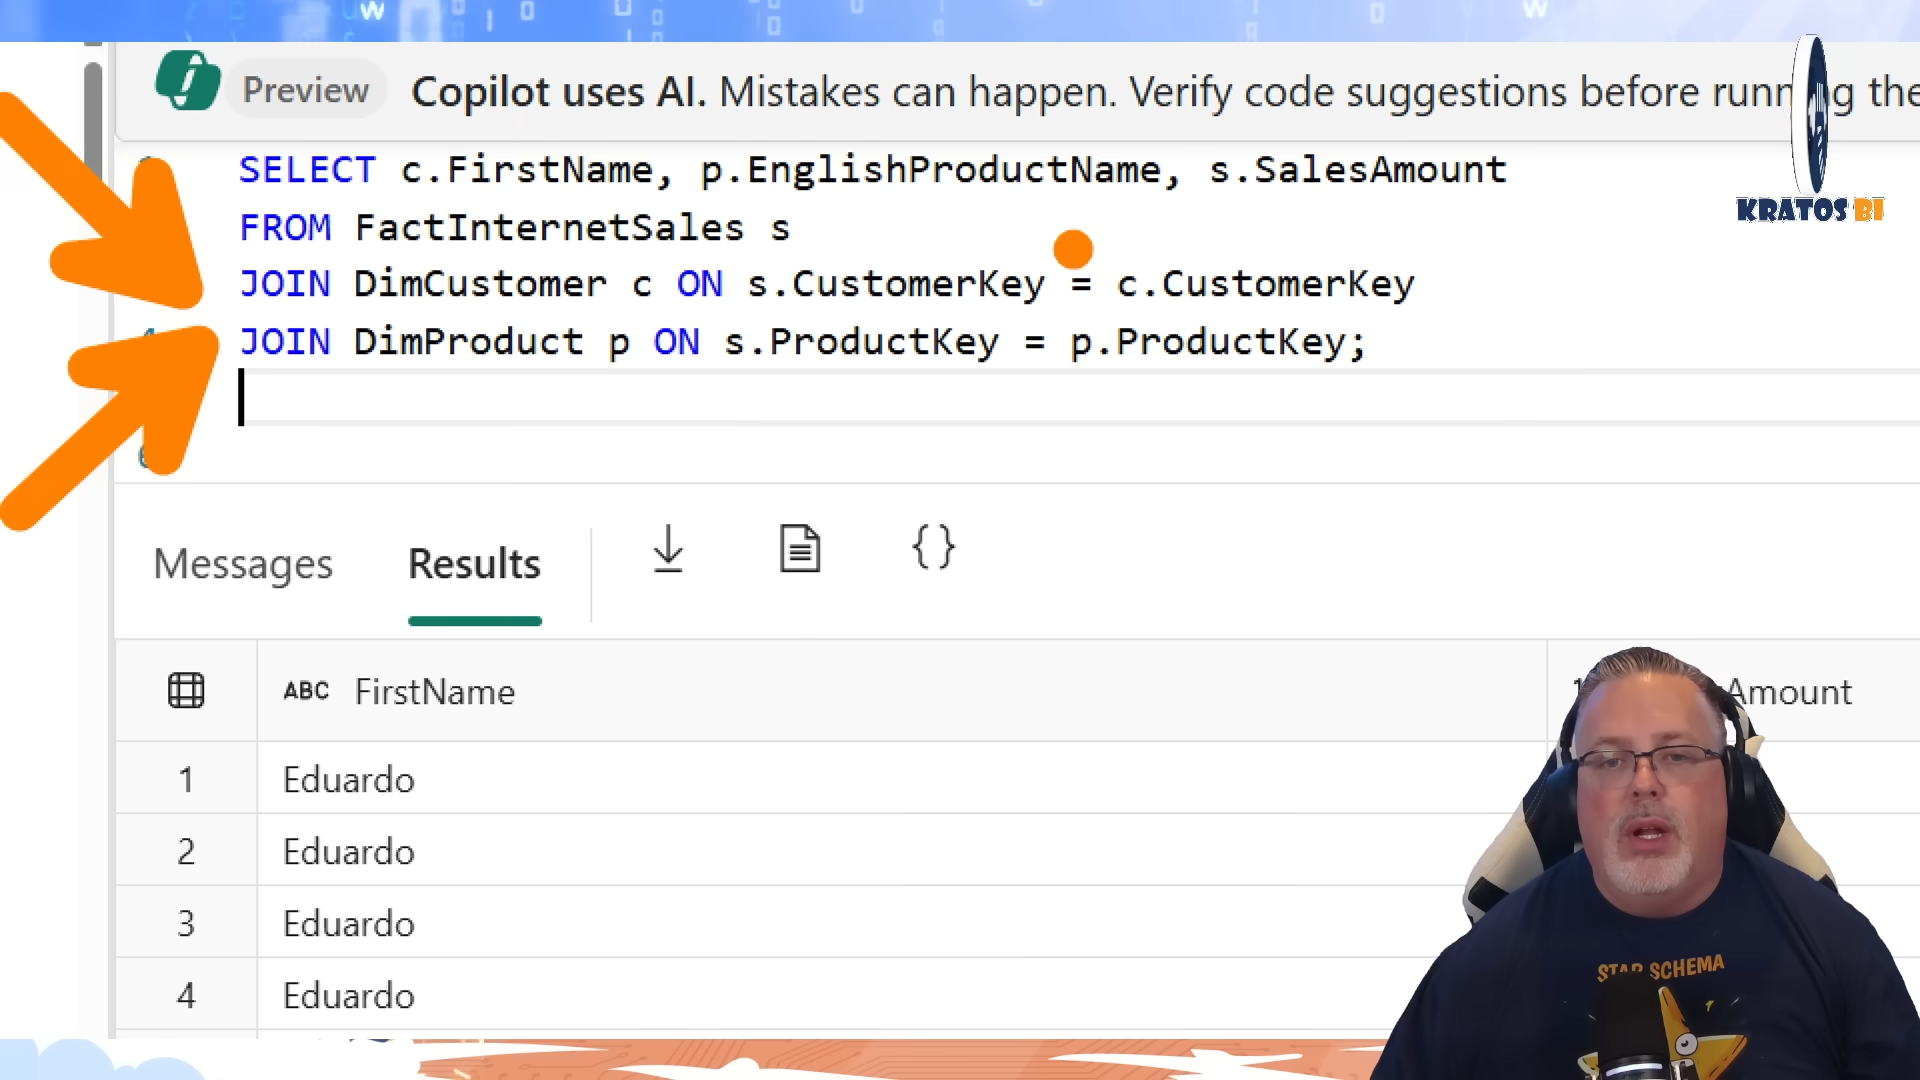 W
W
Preview Copilot uses AI. Mistakes can happen. Verify code suggestions before running the
KRATOS BI
SELECT c.FirstName, p.EnglishProductName, s.SalesAmount
FROM FactInternetSales s
JOIN DimCustomer c ON s.CustomerKey = c.CustomerKey
JOIN DimProduct p ON s.ProductKey = p.ProductKey;
Messages Results {}
ABC FirstName Amount
1 Eduardo
2 Eduardo
3 Eduardo
4 Eduardo
STAR SCHEMA